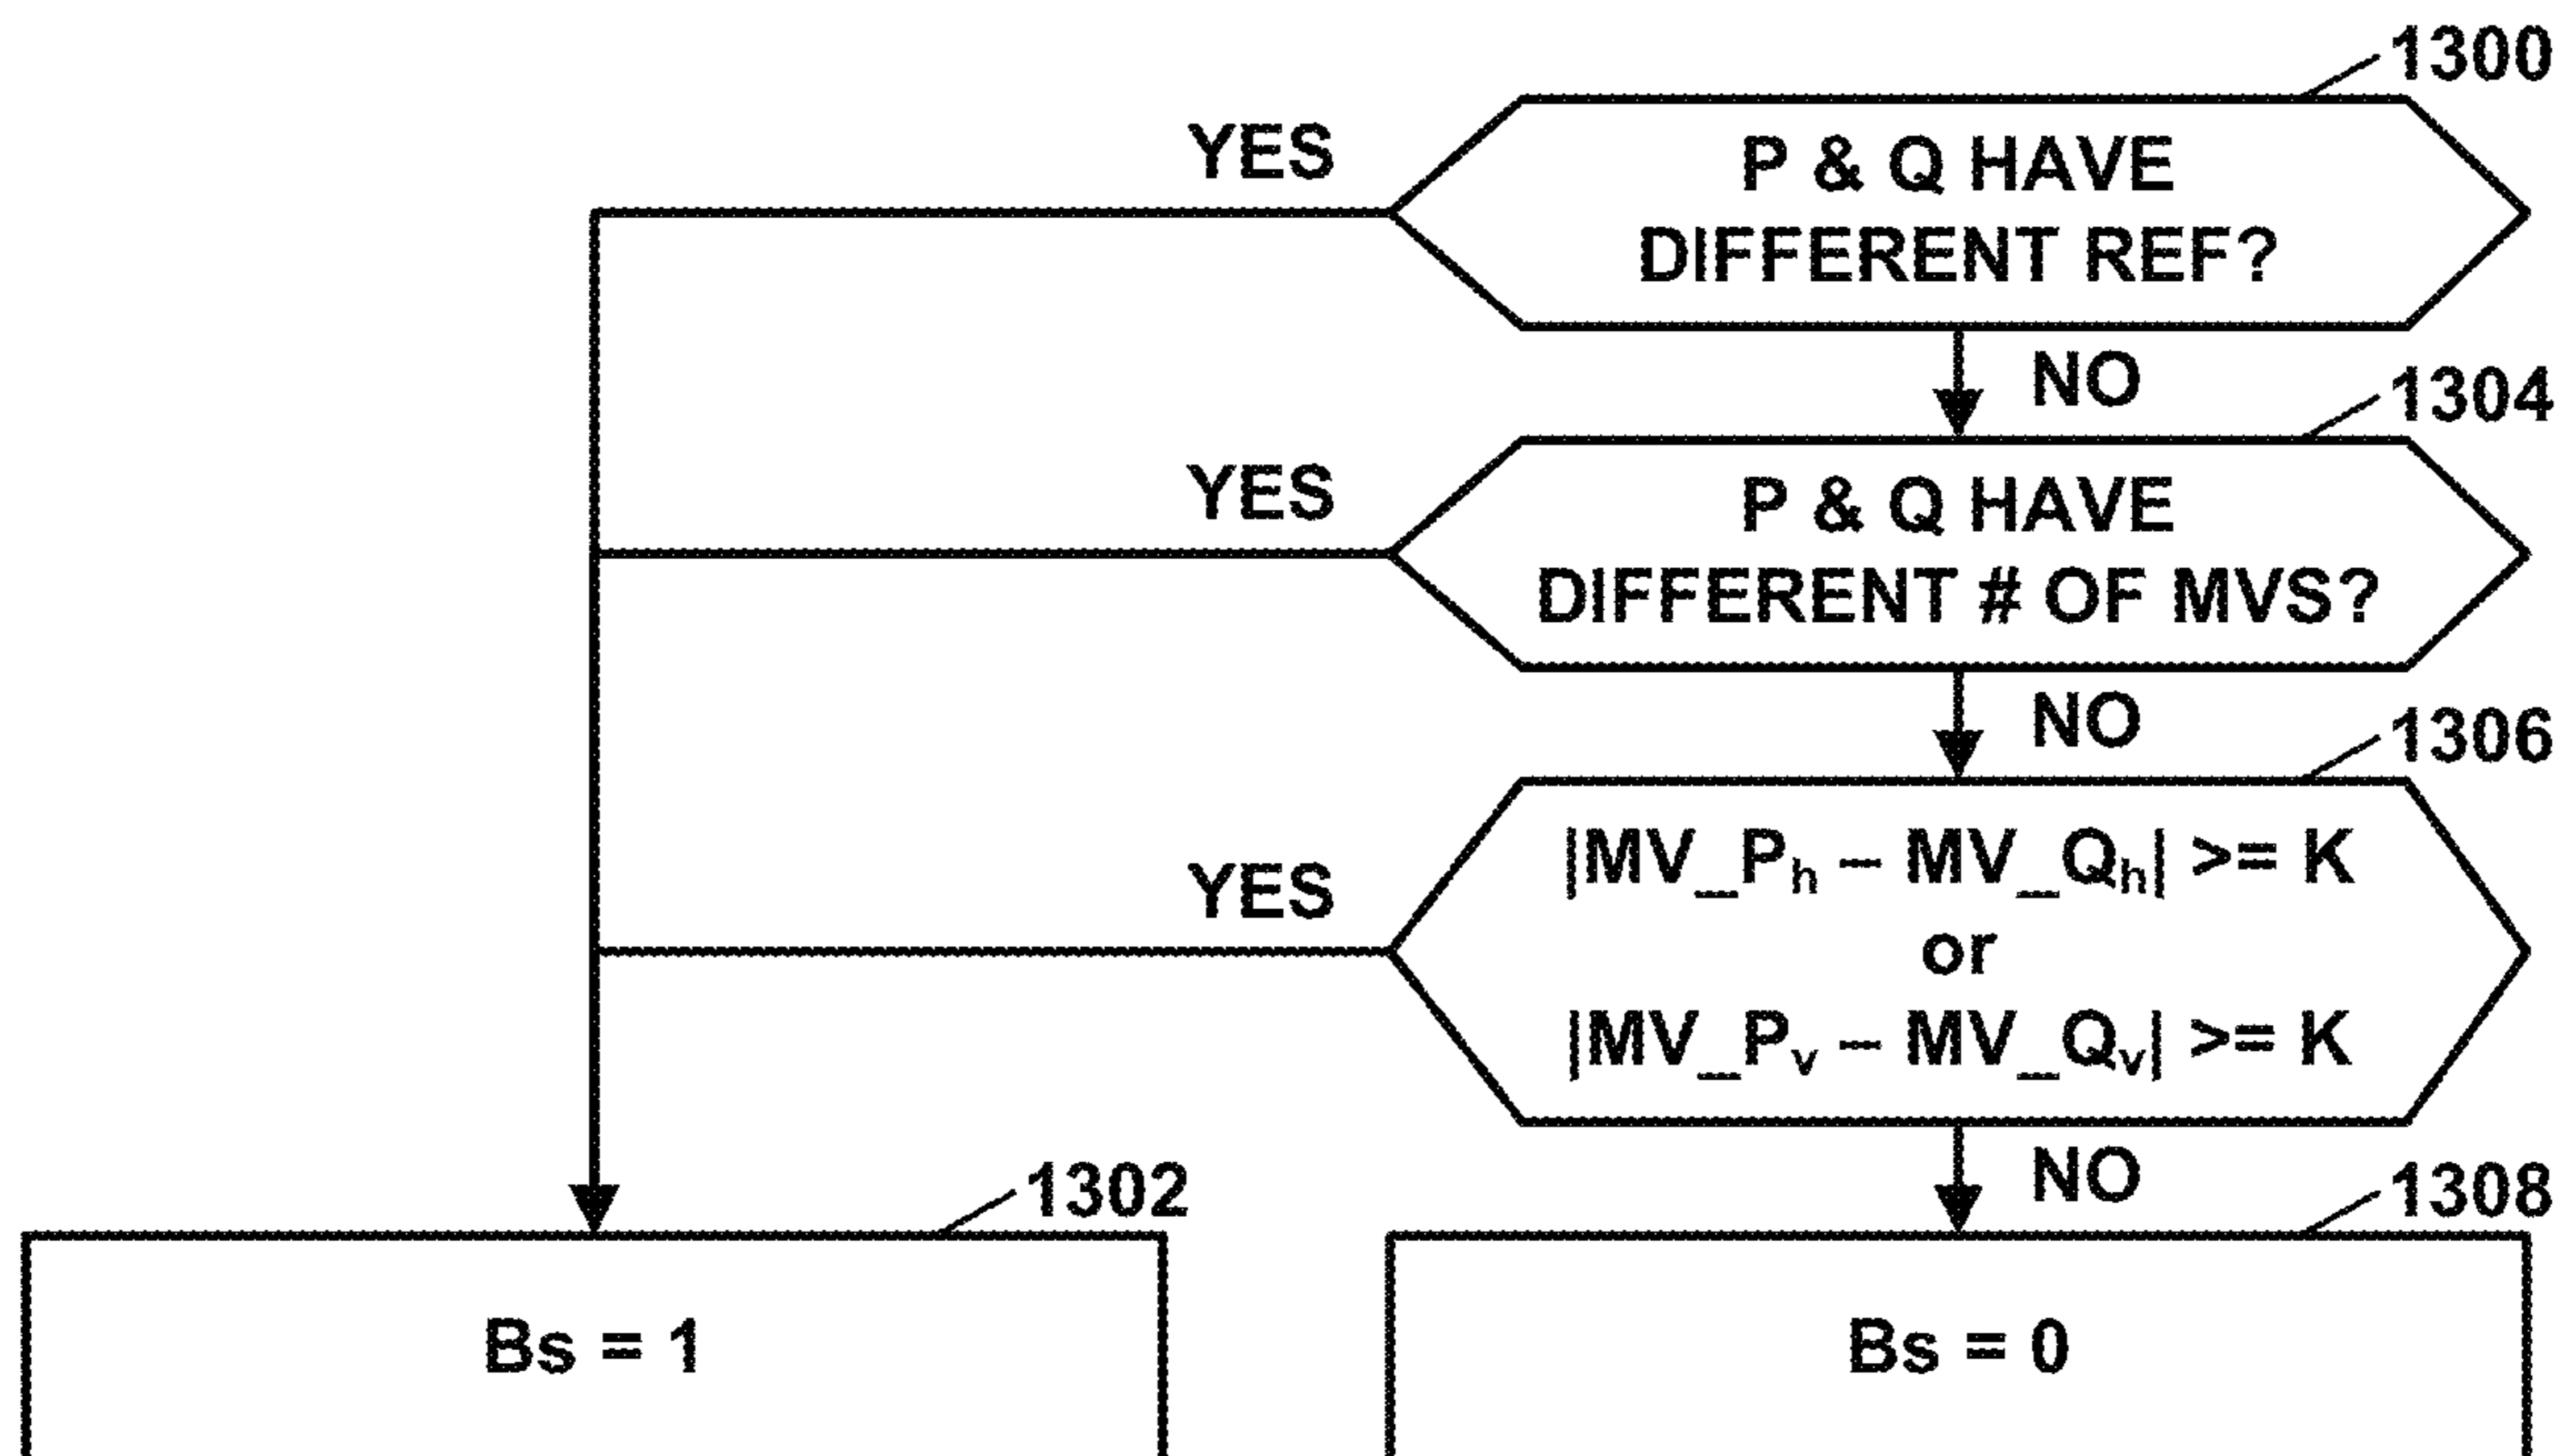 1300
YES
P & Q HAVE
DIFFERENT REF?
NO
1304
YES
P & Q HAVE
DIFFERENT # OF MVS?
NO
1306
YES
|MV_Ph – MV_Qh| >= K
or
|MV_Pv – MV_Qv| >= K
NO
1302
1308
Bs = 1
Bs = 0